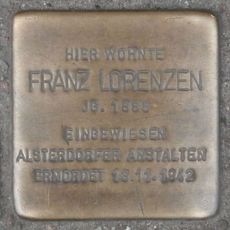 HIER WOHNTE
FRANZ LORENZEN
JG.
EINGEWIESEN
ALSTERDORFER ANSTALTEN
ERMORDET